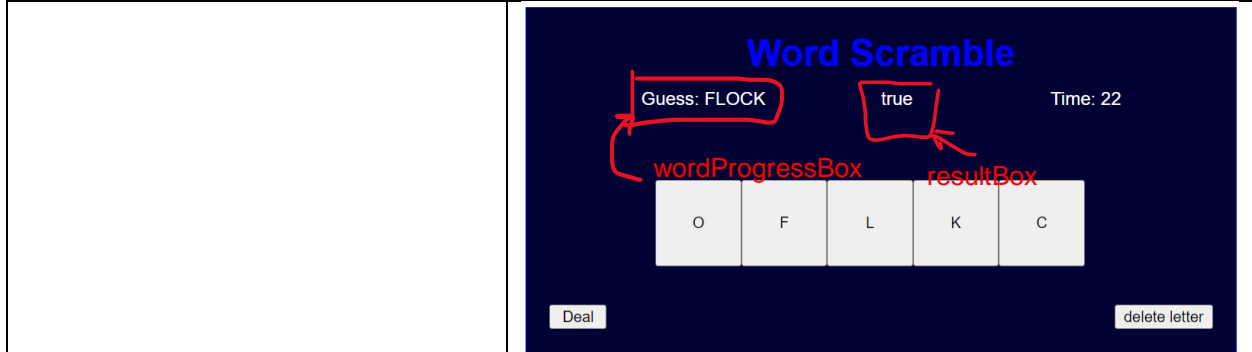 Word Scramble
Guess: FLOCK true Time: 22
wordProgressBox resultBox
O F L K C
Deal delete letter